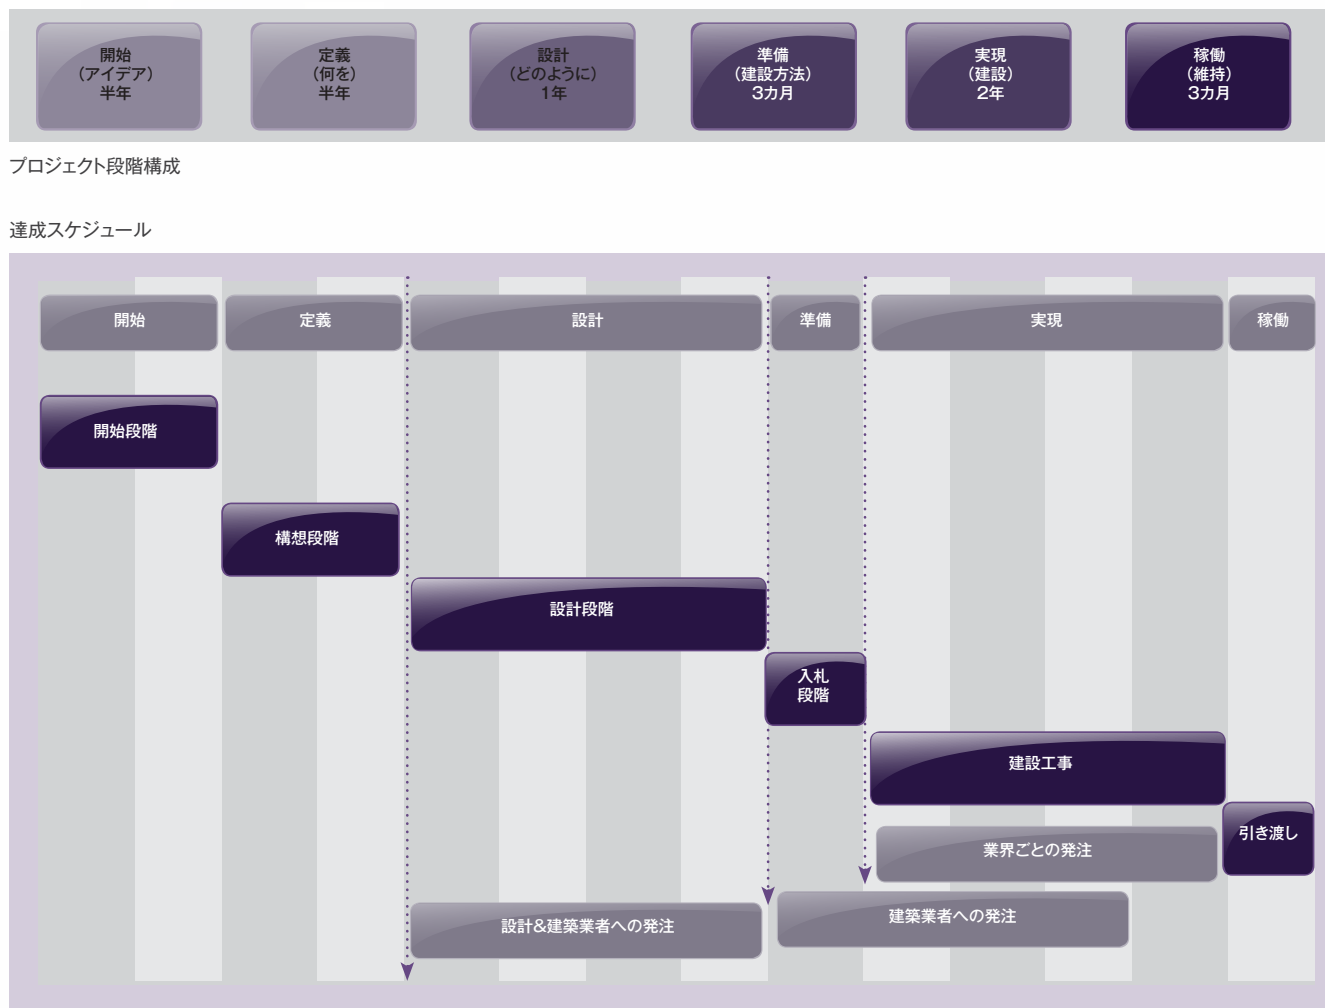 開始
（アイデア）
半年
定義
（何を）
半年
設計
（どのように）
1年
準備
（建設方法）
3カ月
実現
（建設）
2年
稼働
（維持）
3カ月
プロジェクト段階構成
達成スケジュール
開始
定義
設計
準備
実現
稼働
開始段階
構想段階
設計段階
入札
段階
建設工事
引き渡し
業界ごとの発注
建築業者への発注
設計&建築業者への発注